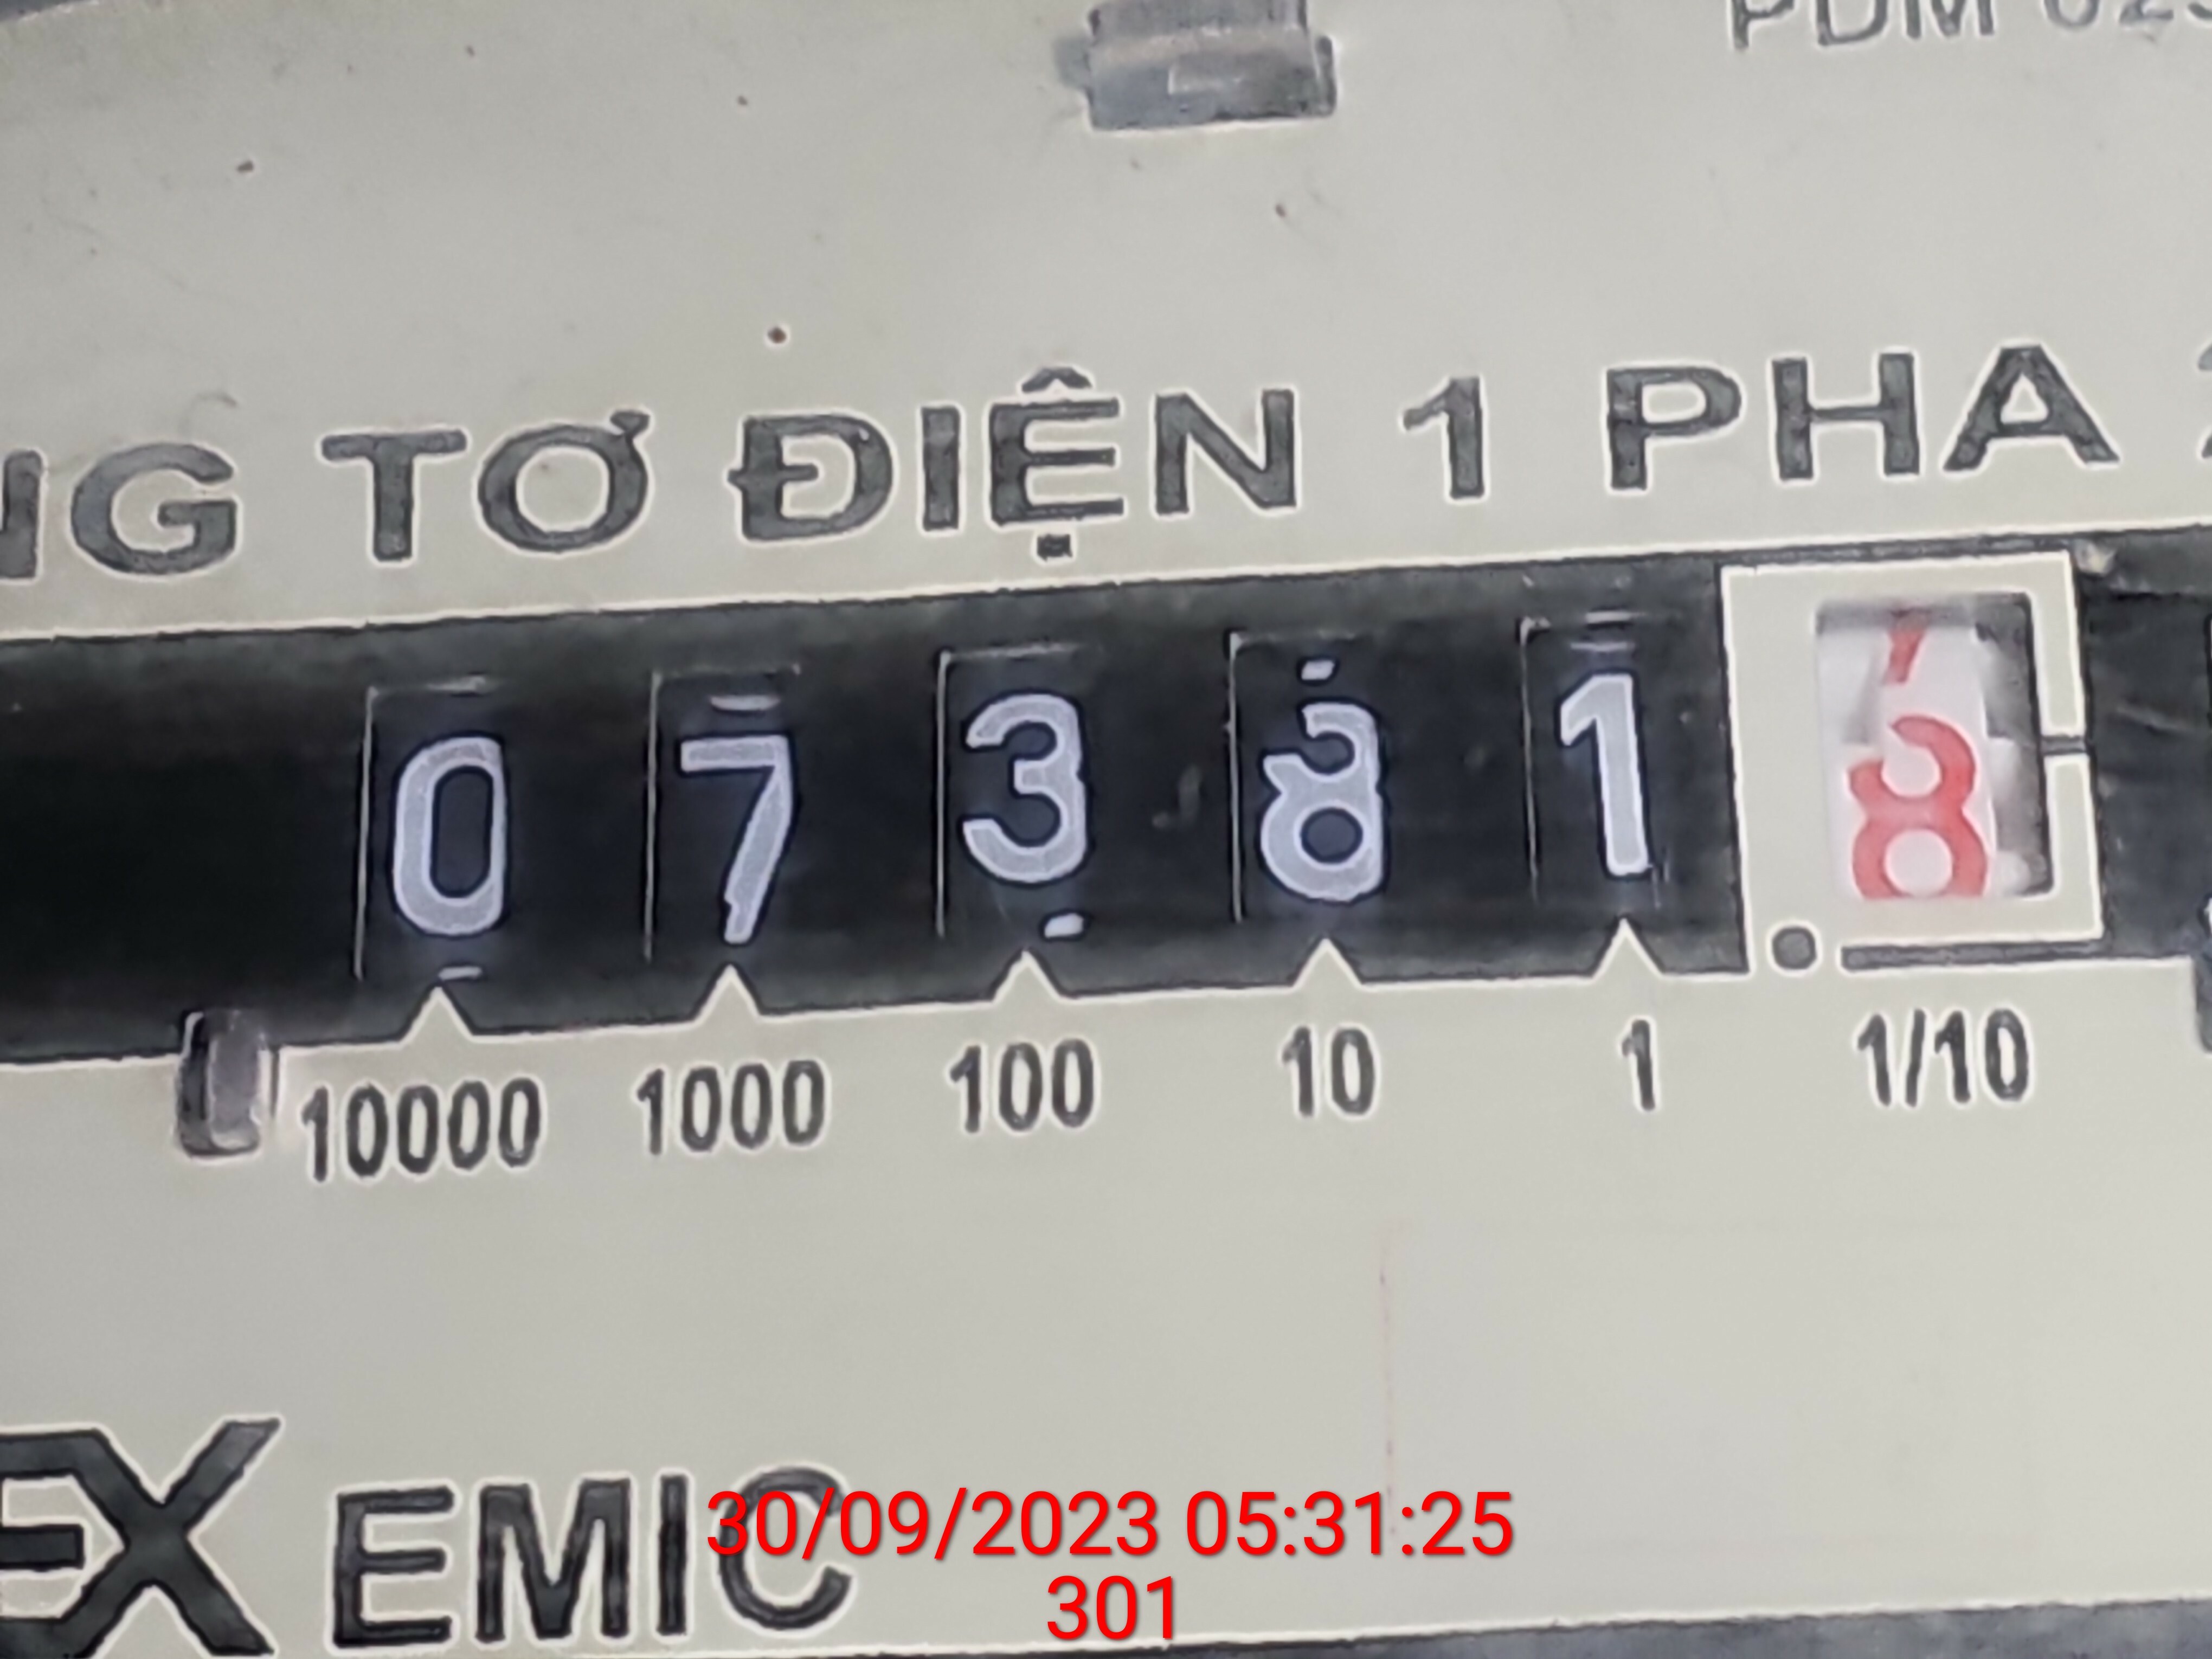 PDM
NG TƠ ĐIỆN 1 PHA
0 7 3 8 1 8
10000 1000 100 10 1 1/10
EX EMIC
30/09/2023 05:31:25
301